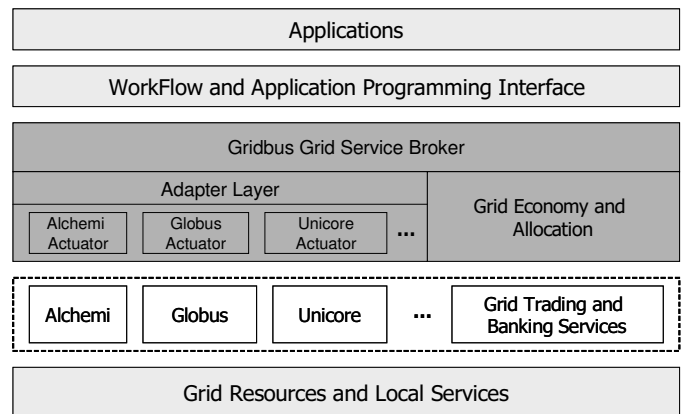 Applications
WorkFlow and Application Programming Interface
Gridbus Grid Service Broker
Adapter Layer
Alchemi
Actuator
Globus
Actuator
Unicore
Actuator
...
Grid Economy and
Allocation
Alchemi
Globus
Unicore
...
Grid Trading and
Banking Services
Grid Resources and Local Services